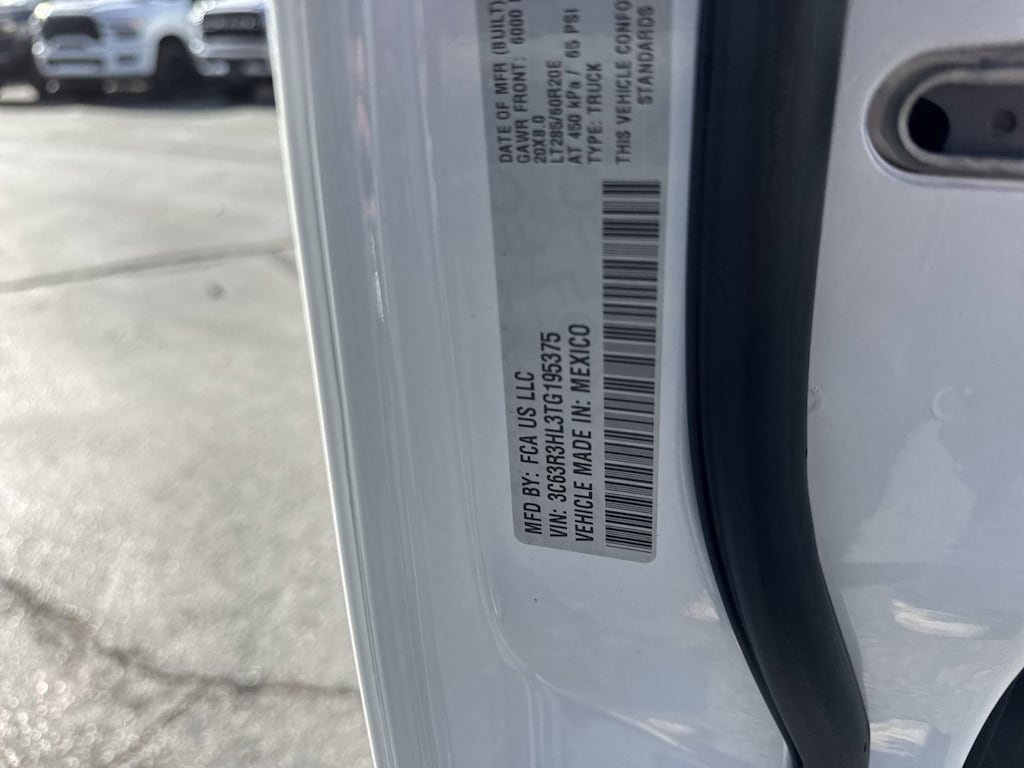 MFD BY: FCA US LLC
VIN: 3C63R3HL3TG195375
VEHICLE MADE IN: MEXICO
DATE OF MFR (BUILT)
GAWR FRONT: 6000
20X8.0
LT285/60R20E
AT 450 kPa / 65 PSI
TYPE: TRUCK
THIS VEHICLE
STANDARDS